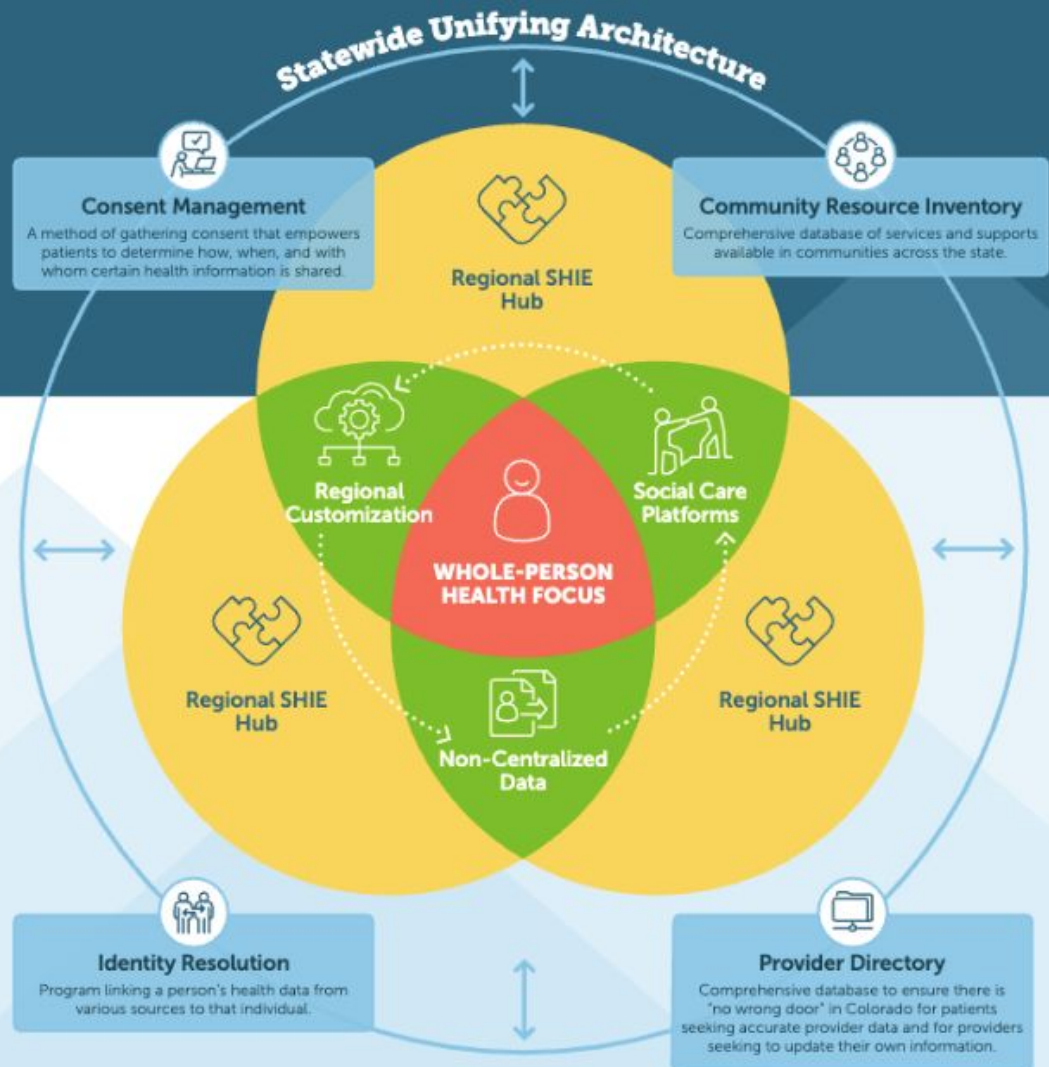 Statewide Unifying Architecture
Consent Management
A method of gathering consent that empowers
patients to determine how, when, and with
whom certain health information is shared.
Community Resource Inventory
Comprehensive database of services and supports
available in communities across the state.
Regional SHIE
Hub
Regional
Customization
Social Care
Platforms
WHOLE-PERSON
HEALTH FOCUS
Regional SHIE
Hub
Regional SHIE
Hub
Non-Centralized
Data
Identity Resolution
Program linking a person's health data from
various sources to that individual.
Provider Directory
Comprehensive database to ensure there is
"no wrong door" in Colorado for patients
seeking accurate provider data and for providers
seeking to update their own information.